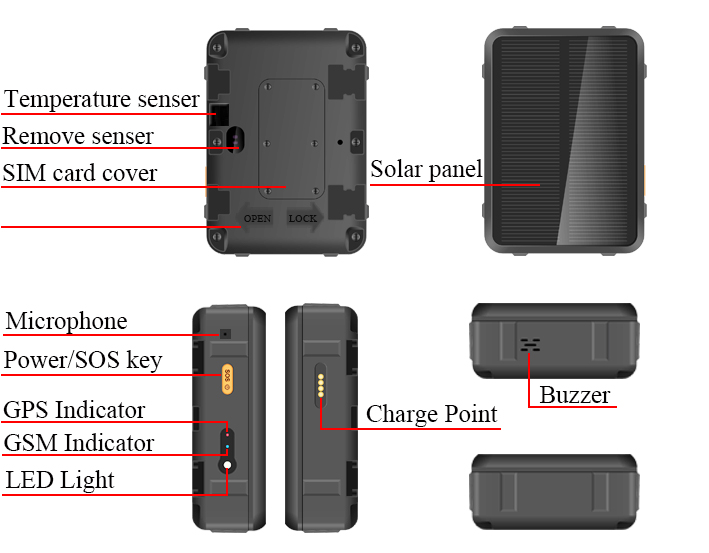 Temperature senser
Remove senser
SIM card cover
OPEN
LOCK
Solar panel
Microphone
Power/SOS key
SOS
GPS Indicator
GSM Indicator
LED Light
Charge Point
Buzzer